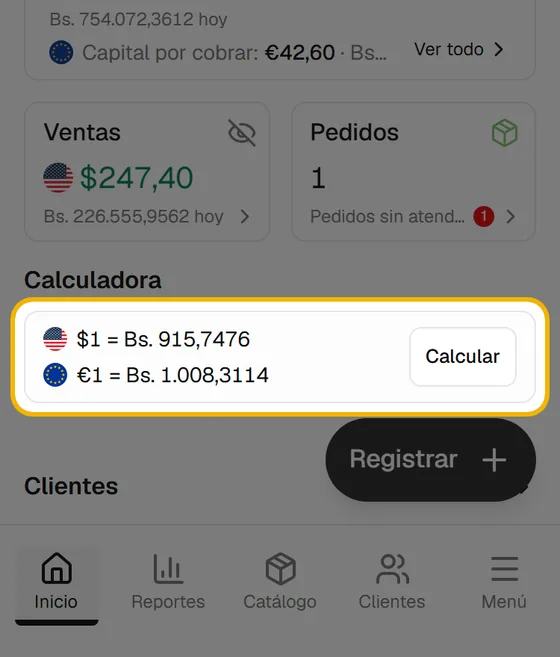 Bs. 754.072,3612 hoy
Capital por cobrar: €42,60 · Bs...
Ver todo
Ventas
Pedidos
$247,40
1
Bs. 226.555,9562 hoy
Pedidos sin atend... 1
Calculadora
$1 = Bs. 915,7476
€1 = Bs. 1.008,3114
Calcular
Registrar
Clientes
Inicio
Reportes
Catálogo
Clientes
Menú